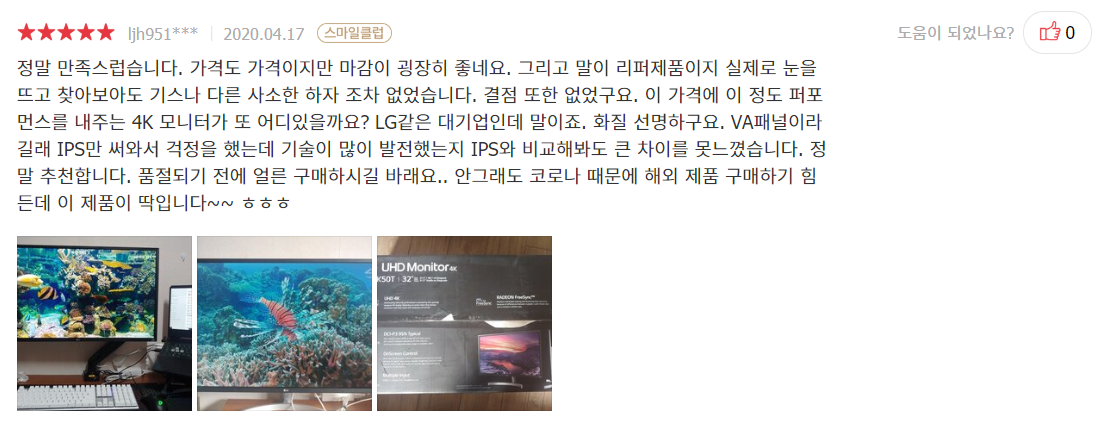 ljh951*** 2020.04.17 스마일클럽
도움이 되었나요? 0
정말 만족스럽습니다. 가격도 가격이지만 마감이 굉장히 좋네요. 그리고 말이 리퍼제품이지 실제로 눈을
뜨고 찾아보아도 기스나 다른 사소한 하자 조차 없었습니다. 결점 또한 없었구요. 이 가격에 이 정도 퍼포
먼스를 내주는 4K 모니터가 또 어디있을까요? LG같은 대기업인데 말이죠. 화질 선명하구요. VA패널이라
길래 IPS만 써와서 걱정을 했는데 기술이 많이 발전했는지 IPS와 비교해봐도 큰 차이를 못느꼈습니다. 정
말 추천합니다. 품절되기 전에 얼른 구매하시길 바래요.. 안그래도 코로나 때문에 해외 제품 구매하기 힘
든데 이 제품이 딱입니다~~ ㅎㅎㅎ
UHD Monitor 4K
K50T 32"
UHD 4K
RADEON FreeSync™
DCI-P3 95% Typical
OnScreen Control